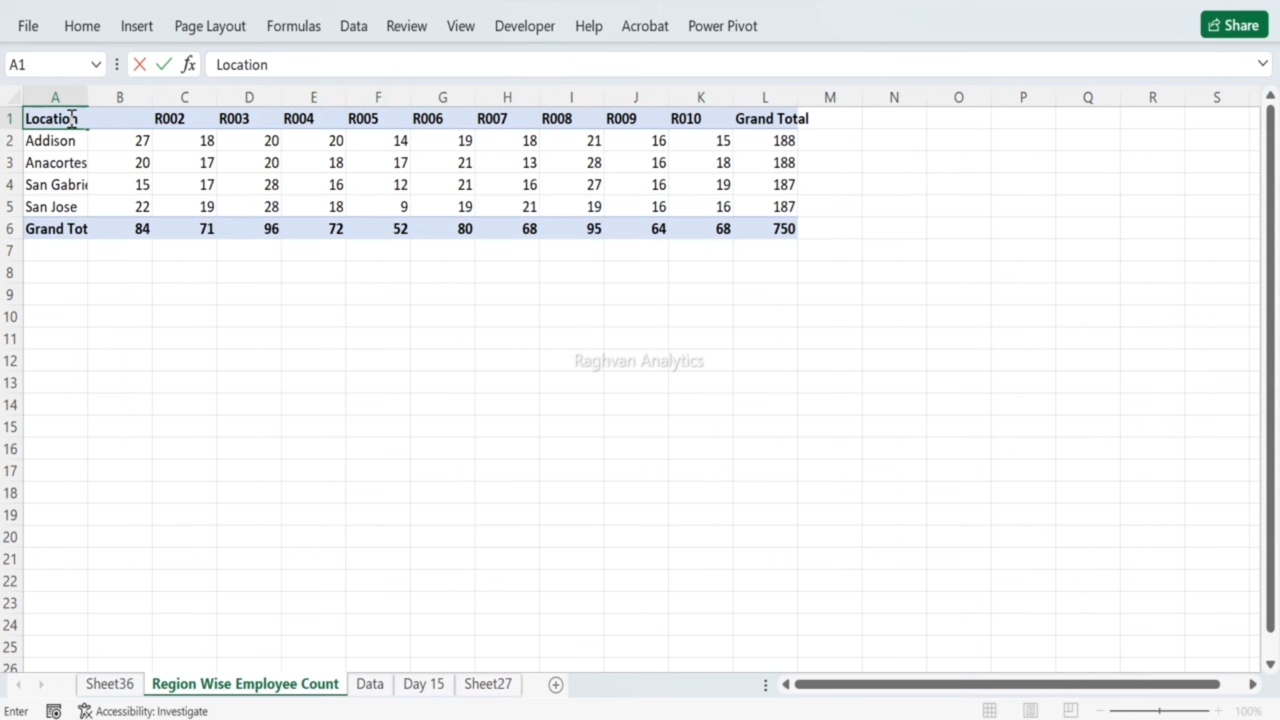 File Home Insert Page Layout Formulas Data Review View Developer Help Acrobat Power Pivot Share
A1 fx Location
A B C D E F G H I J K L M N O P Q R S
1 Location R002 R003 R004 R005 R006 R007 R008 R009 R010 Grand Total
2 Addison 27 18 20 20 14 19 18 21 16 15 188
3 Anacortes 20 17 20 18 17 21 13 28 16 18 188
4 San Gabrie 15 17 28 16 12 21 16 27 16 19 187
5 San Jose 22 19 28 18 9 19 21 19 16 16 187
6 Grand Tot 84 71 96 72 52 80 68 95 64 68 750
7
8
9
10
11
12 Raghvan Analytics
13
14
15
16
17
18
19
20
21
22
23
24
25
26
Sheet36 Region Wise Employee Count Data Day 15 Sheet27
Enter Accessibility: Investigate 100%